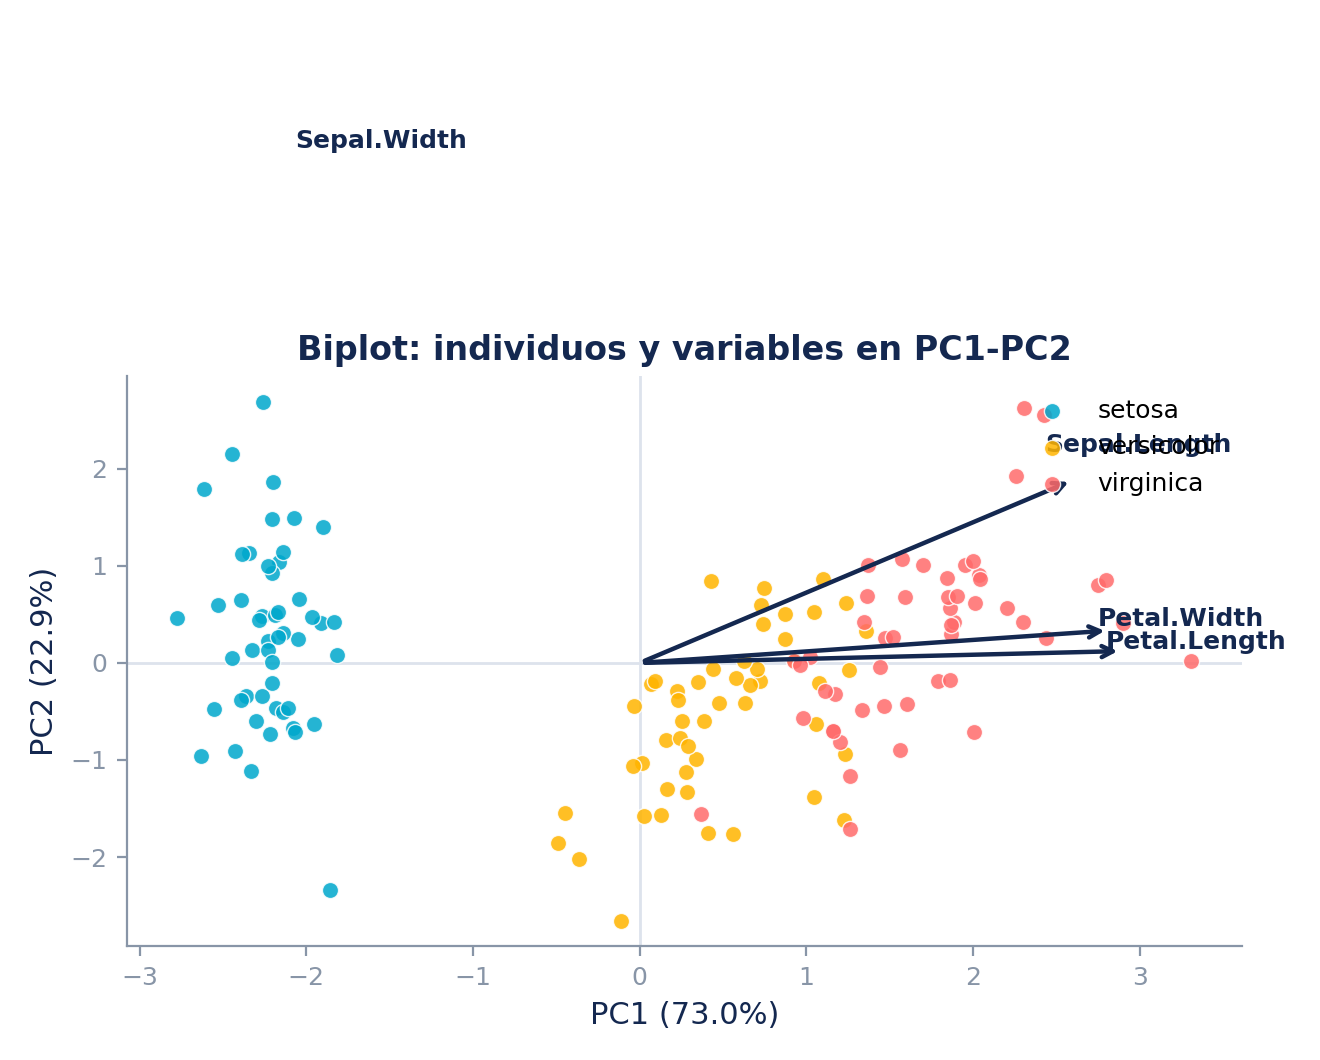 Sepal.Width
Biplot: individuos y variables en PC1-PC2
setosa
Sepal.Length
versicolor
virginica
Petal.Width
Petal.Length
2
1
0
−1
−2
PC2 (22.9%)
−3 −2 −1 0 1 2 3
PC1 (73.0%)